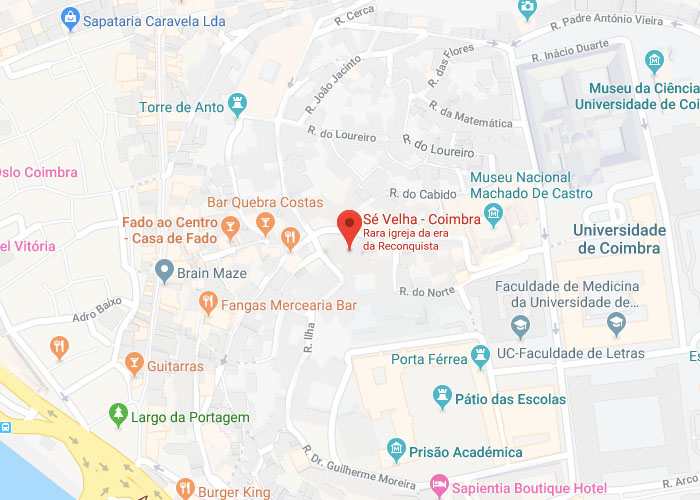 Sapataria Caravela Lda
R. Padre António Vieira
R. Inácio Duarte
R. das Flores
R. João Jacinto
Museu da Ciência
Universidade de Coi
Torre de Anto
R. da Matemática
R. do Loureiro
R. do Loureiro
Oslo Coimbra
Museu Nacional
Machado De Castro
R. do Cabido
Bar Quebra Costas
Sé Velha - Coimbra
Rara igreja da era
da Reconquista
Fado ao Centro
- Casa de Fado
Universidade
de Coimbra
el Vitória
Brain Maze
R. do Norte
Faculdade de Medicina
da Universidade de...
Fangas Mercearia Bar
Adro Baixo
R. Ilha
UC-Faculdade de Letras
Porta Férrea
Es
Guitarras
Pátio das Escolas
Largo da Portagem
Prisão Académica
R. Dr. Guilherme Moreira
R. Arco
Sapientia Boutique Hotel
Burger King